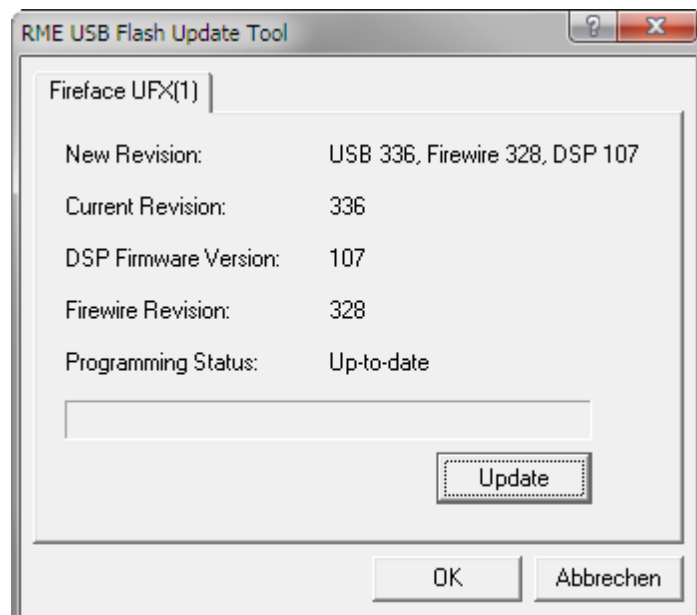 RME USB Flash Update Tool
Fireface UFX(1)
New Revision: USB 336, Firewire 328, DSP 107
Current Revision: 336
DSP Firmware Version: 107
Firewire Revision: 328
Programming Status: Up-to-date
Update
OK Abbrechen